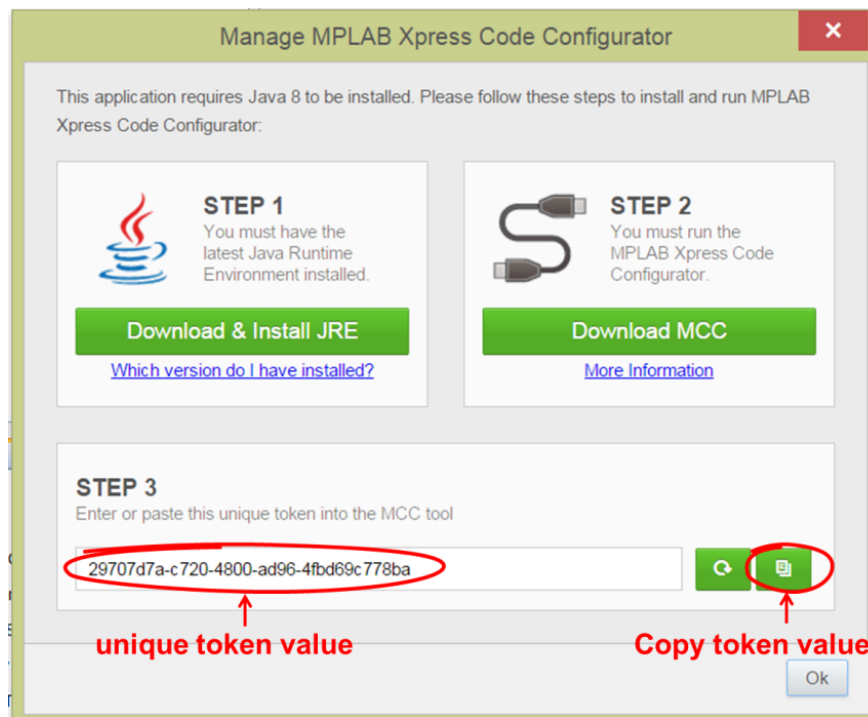 Manage MPLAB Xpress Code Configurator
This application requires Java 8 to be installed. Please follow these steps to install and run MPLAB
Xpress Code Configurator:
STEP 1
You must have the
latest Java Runtime
Environment installed.
Download & Install JRE
Which version do I have installed?
STEP 2
You must run the
MPLAB Xpress Code
Configurator.
Download MCC
More Information
STEP 3
Enter or paste this unique token into the MCC tool
29707d7a-c720-4800-ad96-4fbd69c778ba
unique token value
Copy token value
Ok